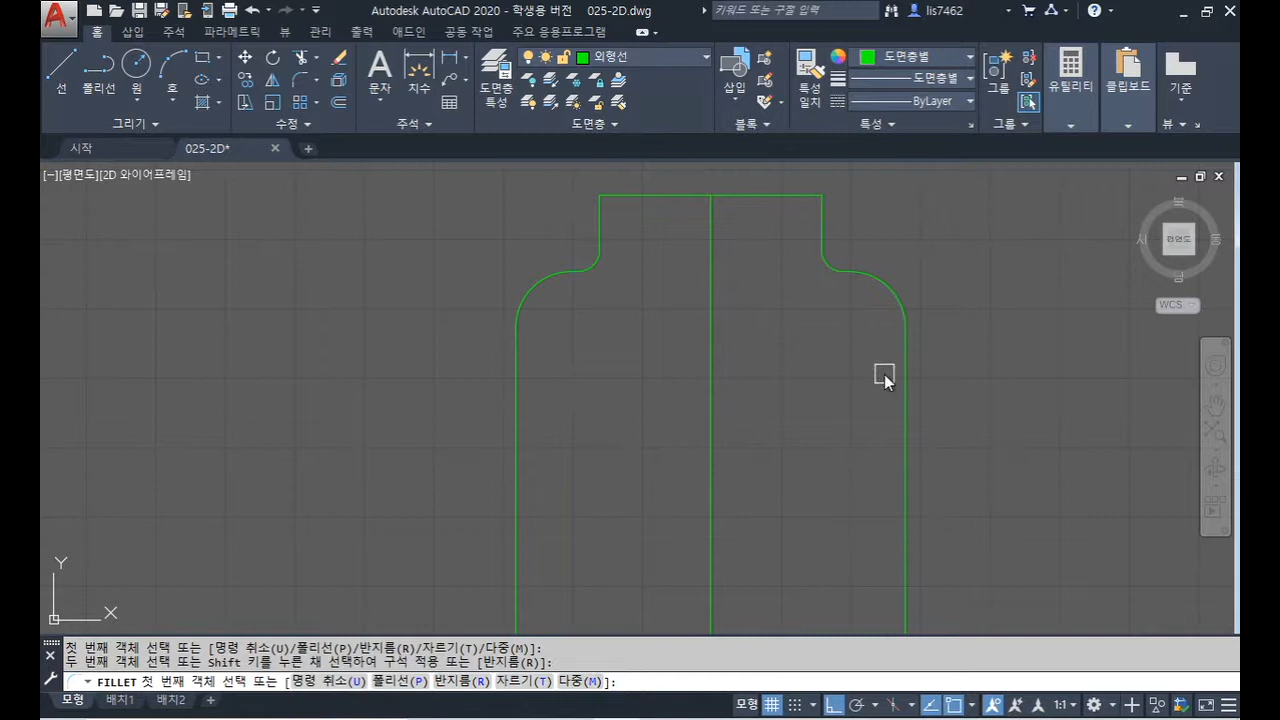 Autodesk AutoCAD 2020 - 학생용 버전 025-2D.dwg 키워드 또는 구절 입력 lis7462
홈 삽입 주석 파라메트릭 뷰 관리 출력 애드인 공동 작업 주요 응용프로그램
외형선 도면층별
선 폴리선 원 호 문자 치수 도면층 특성 삽입 특성 일치 도면층별 그룹 유틸리티 클립보드 기준
ByLayer
그리기 수정 주석 도면층 블록 특성 그룹 뷰
시작 025-2D*
[−][평면도][2D 와이어프레임]
북
평면도 동
남
WCS
Y
X
첫 번째 객체 선택 또는 [명령 취소(U)/폴리선(P)/반지름(R)/자르기(T)/다중(M)]:
두 번째 객체 선택 또는 Shift 키를 누른 채 선택하여 구석 적용 또는 [반지름(R)]:
FILLET 첫 번째 객체 선택 또는 [명령 취소(U) 폴리선(P) 반지름(R) 자르기(T) 다중(M)]:
모형 배치1 배치2 모형 1:1